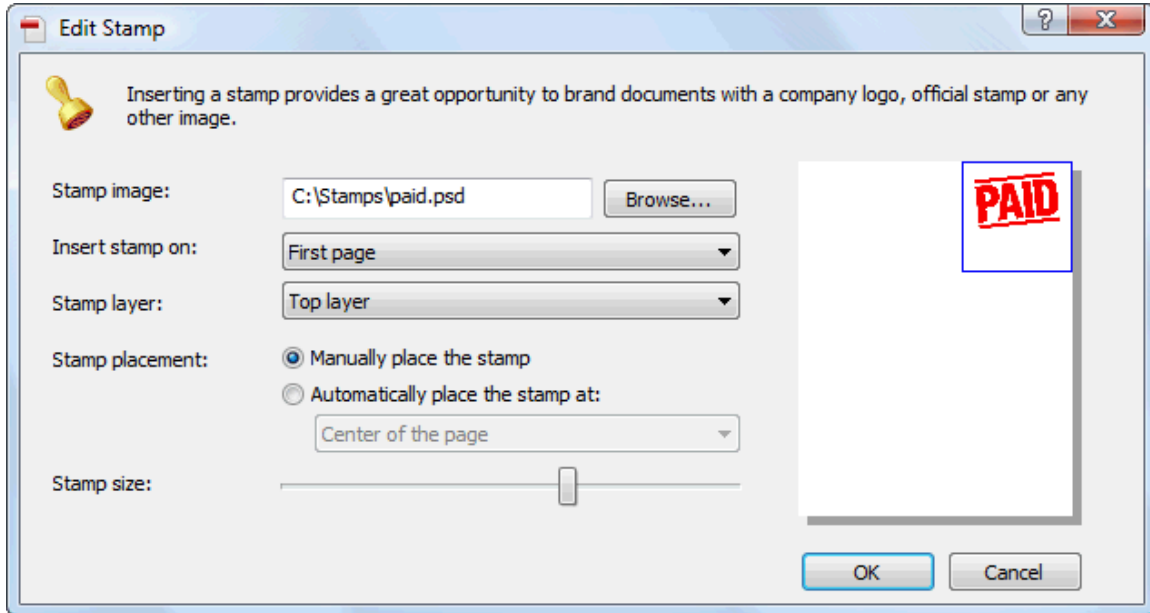 Edit Stamp
?
X
Inserting a stamp provides a great opportunity to brand documents with a company logo, official stamp or any
other image.
Stamp image:
C:\Stamps\paid.psd
Browse...
PAID
Insert stamp on:
First page
Stamp layer:
Top layer
Stamp placement:
Manually place the stamp
Automatically place the stamp at:
Center of the page
Stamp size:
OK
Cancel